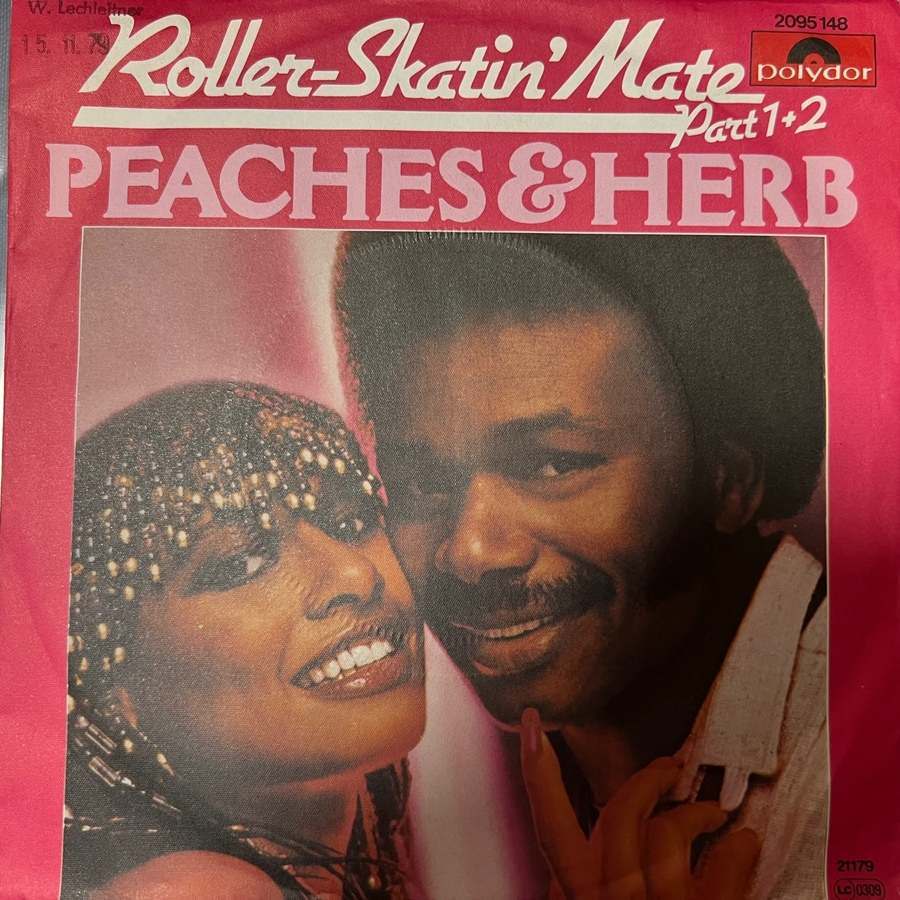 W. Lechleitner
15. 11. 79
Roller-Skatin' Mate
Part 1+2
2095 148
polydor
PEACHES & HERB
21179
LC 0309